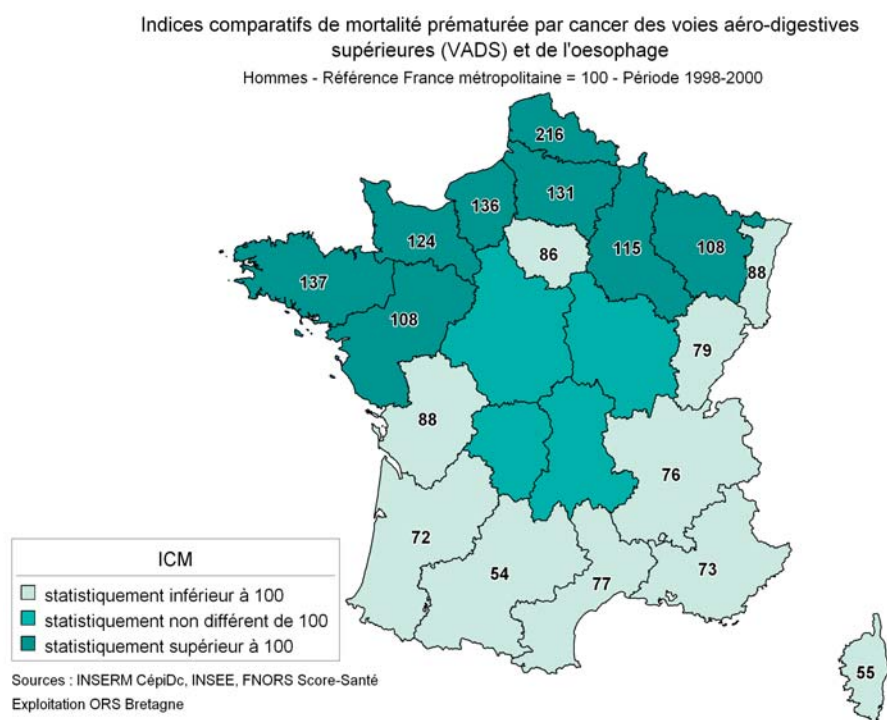 Indices comparatifs de mortalité prématurée par cancer des voies aéro-digestives
supérieures (VADS) et de l'oesophage
Hommes - Référence France métropolitaine = 100 - Période 1998-2000
216
131
136
124
86
115
108
88
137
108
79
88
76
72
54
77
73
55
ICM
statistiquement inférieur à 100
statistiquement non différent de 100
statistiquement supérieur à 100
Sources : INSERM CépiDc, INSEE, FNORS Score-Santé
Exploitation ORS Bretagne